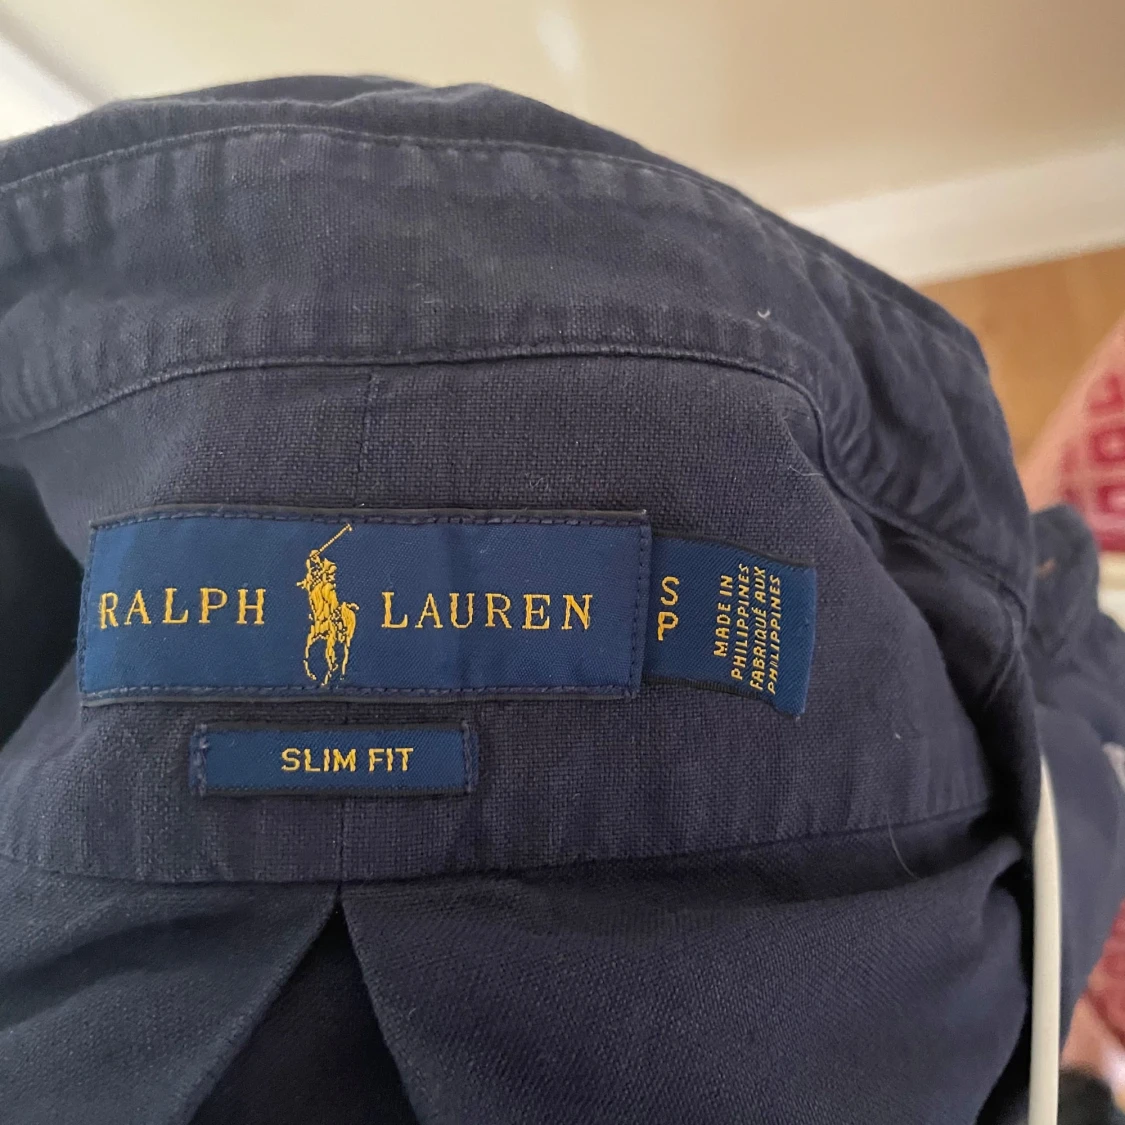 RALPH LAUREN
S
P
MADE IN
PHILIPPINES
FABRIQUÉ AUX
PHILIPPINES
SLIM FIT